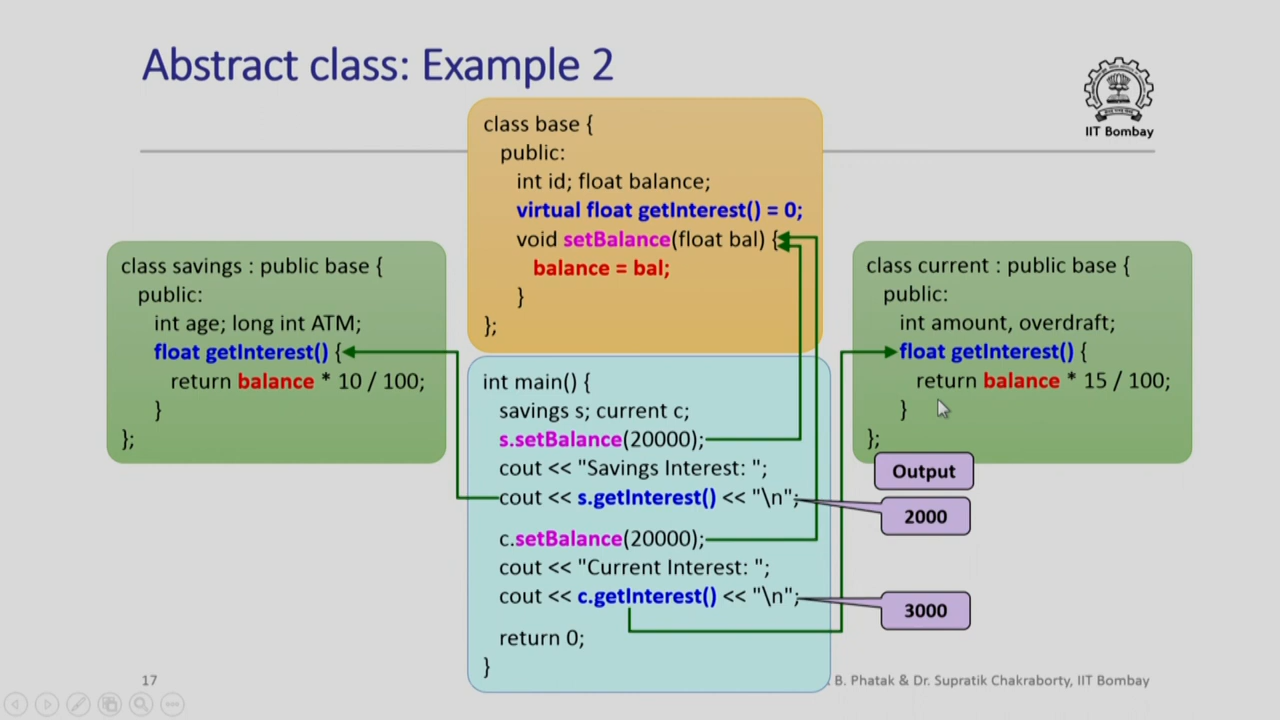 Abstract class: Example 2
IIT Bombay
class base {
public:
int id; float balance;
virtual float getInterest() = 0;
void setBalance(float bal) {
balance = bal;
}
};
class savings : public base {
public:
int age; long int ATM;
float getInterest() {
return balance * 10 / 100;
}
};
class current : public base {
public:
int amount, overdraft;
float getInterest() {
return balance * 15 / 100;
}
};
int main() {
savings s; current c;
s.setBalance(20000);
cout << "Savings Interest: ";
cout << s.getInterest() << "\n";
c.setBalance(20000);
cout << "Current Interest: ";
cout << c.getInterest() << "\n";
return 0;
}
Output
2000
3000
17
B. Phatak & Dr. Supratik Chakraborty, IIT Bombay